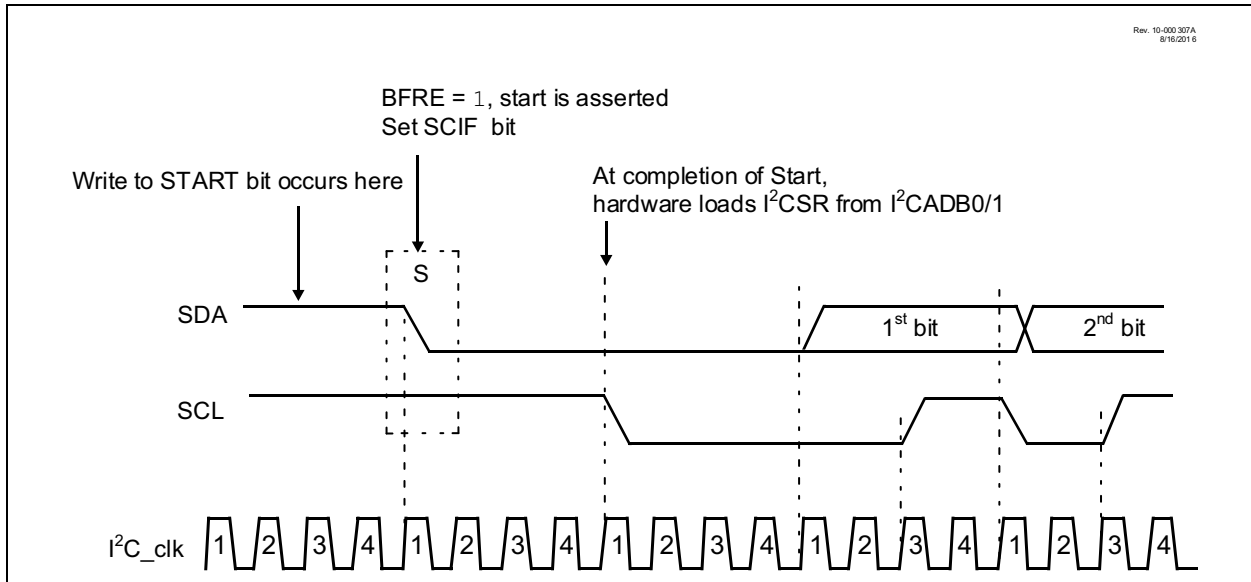 Rev. 10-000 307A
8/16/201 6
BFRE = 1, start is asserted
Set SCIF bit
Write to START bit occurs here
At completion of Start,
hardware loads I²CSR from I²CADB0/1
S
SDA
1st bit
2nd bit
SCL
I²C_clk 1 2 3 4 1 2 3 4 1 2 3 4 1 2 3 4 1 2 3 4